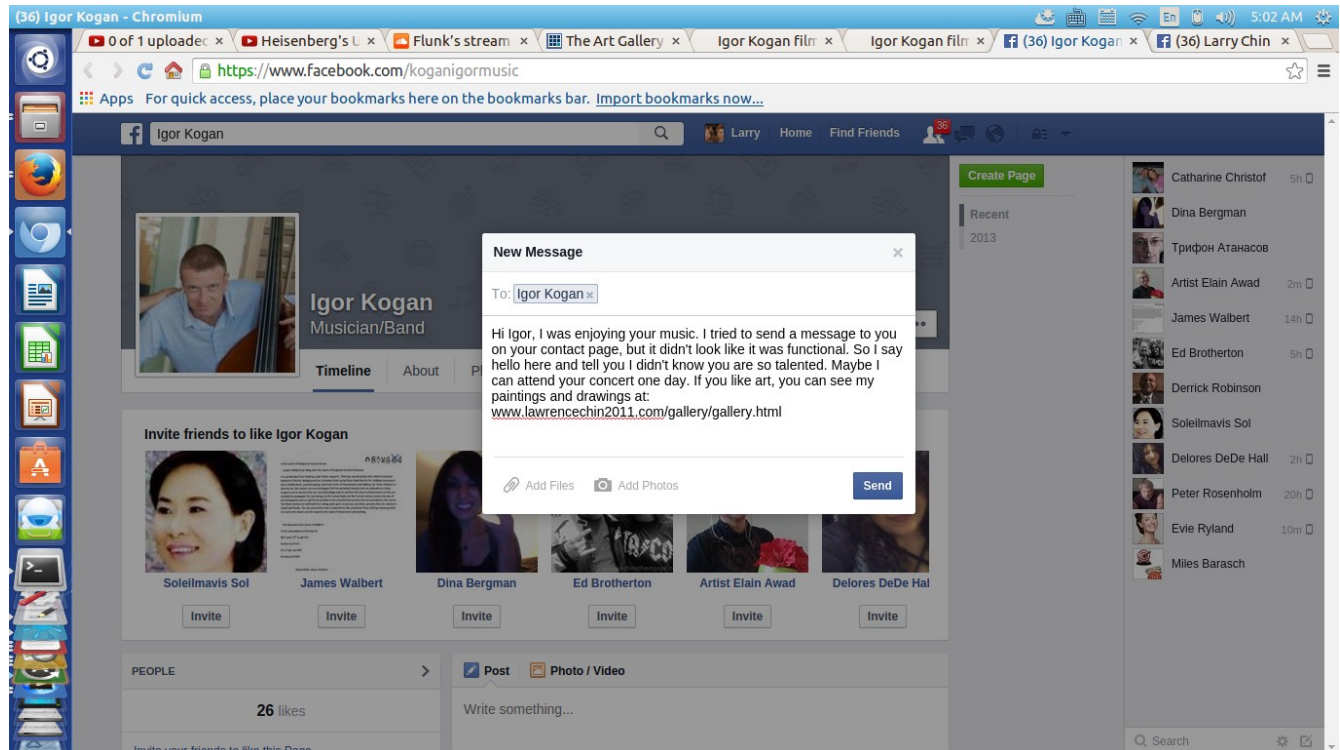 (36) Igor Kogan - Chromium
En
5:02 AM
0 of 1 uploadec
Heisenberg's U
Flunk's stream
The Art Gallery
Igor Kogan film
Igor Kogan film
(36) Igor Kogan
(36) Larry Chin
https://www.facebook.com/koganigormusic
Apps For quick access, place your bookmarks here on the bookmarks bar. Import bookmarks now...
Igor Kogan
Larry Home Find Friends 36
Create Page
Recent
2013
Igor Kogan
Musician/Band
Timeline About
New Message
To: Igor Kogan
Hi Igor, I was enjoying your music. I tried to send a message to you
on your contact page, but it didn't look like it was functional. So I say
hello here and tell you I didn't know you are so talented. Maybe I
can attend your concert one day. If you like art, you can see my
paintings and drawings at:
www.lawrencechin2011.com/gallery/gallery.html
Add Files Add Photos Send
Invite friends to like Igor Kogan
Soleilmavis Sol
James Walbert
Dina Bergman
Ed Brotherton
Artist Elain Awad
Delores DeDe Hal
Invite Invite Invite Invite Invite Invite
PEOPLE
26 likes
Invite your friends to like this Page
Post Photo / Video
Write something...
Catharine Christof 5h
Dina Bergman
Трифон Атанасов
Artist Elain Awad 2m
James Walbert 14h
Ed Brotherton 5h
Derrick Robinson
Soleilmavis Sol
Delores DeDe Hall 2h
Peter Rosenholm 20h
Evie Ryland 10m
Miles Barasch
Search